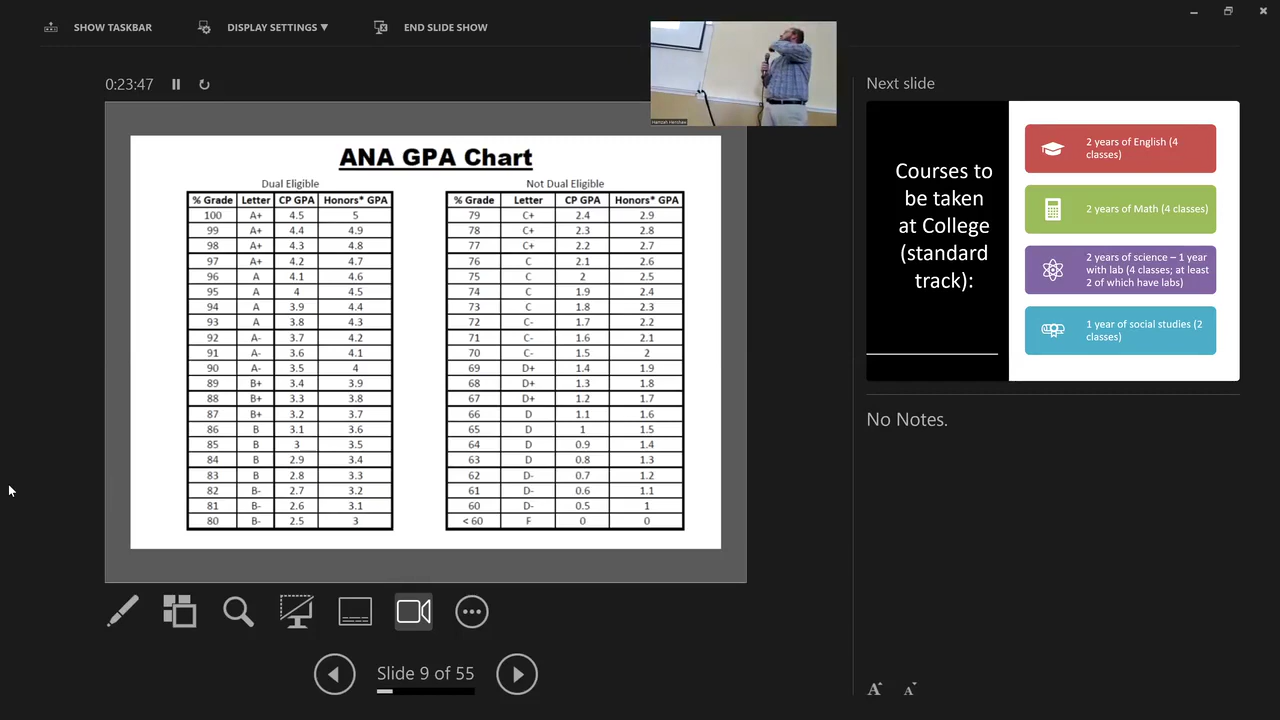 SHOW TASKBAR
DISPLAY SETTINGS ▼
END SLIDE SHOW
0:23:47
Hamzah Henshaw
ANA GPA Chart
Dual Eligible
% Grade Letter CP GPA Honors* GPA
100 A+ 4.5 5
99 A+ 4.4 4.9
98 A+ 4.3 4.8
97 A+ 4.2 4.7
96 A 4.1 4.6
95 A 4 4.5
94 A 3.9 4.4
93 A 3.8 4.3
92 A- 3.7 4.2
91 A- 3.6 4.1
90 A- 3.5 4
89 B+ 3.4 3.9
88 B+ 3.3 3.8
87 B+ 3.2 3.7
86 B 3.1 3.6
85 B 3 3.5
84 B 2.9 3.4
83 B 2.8 3.3
82 B- 2.7 3.2
81 B- 2.6 3.1
80 B- 2.5 3
Not Dual Eligible
% Grade Letter CP GPA Honors* GPA
79 C+ 2.4 2.9
78 C+ 2.3 2.8
77 C+ 2.2 2.7
76 C 2.1 2.6
75 C 2 2.5
74 C 1.9 2.4
73 C 1.8 2.3
72 C- 1.7 2.2
71 C- 1.6 2.1
70 C- 1.5 2
69 D+ 1.4 1.9
68 D+ 1.3 1.8
67 D+ 1.2 1.7
66 D 1.1 1.6
65 D 1 1.5
64 D 0.9 1.4
63 D 0.8 1.3
62 D- 0.7 1.2
61 D- 0.6 1.1
60 D- 0.5 1
< 60 F 0 0
Slide 9 of 55
Next slide
Courses to
be taken
at College
(standard
track):
2 years of English (4
classes)
2 years of Math (4 classes)
2 years of science – 1 year
with lab (4 classes; at least
2 of which have labs)
1 year of social studies (2
classes)
No Notes.
A A